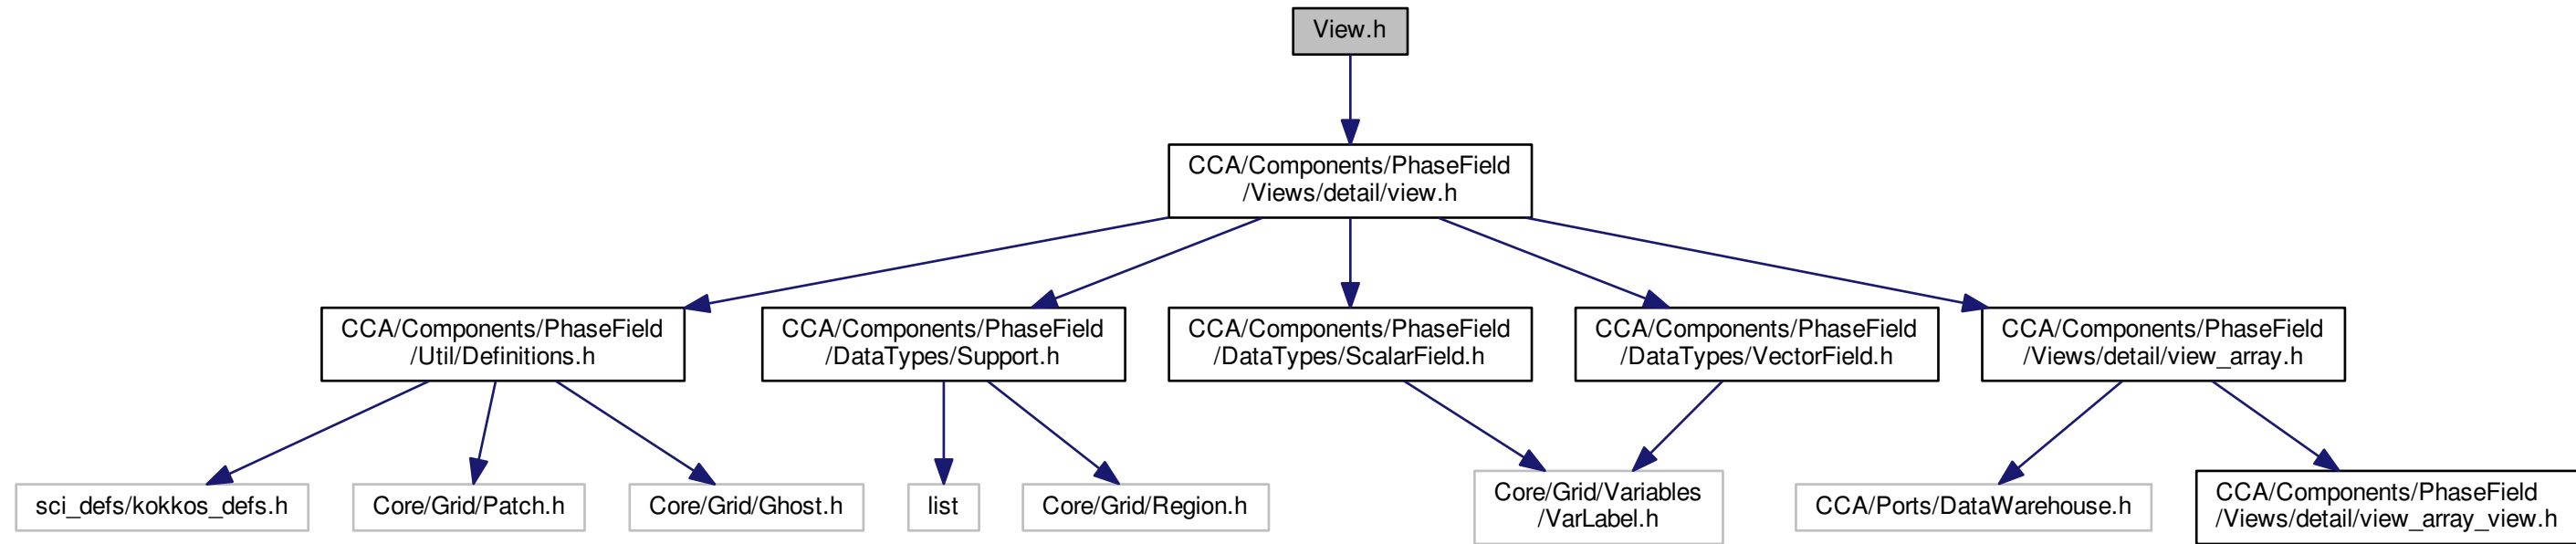 View.h
CCA/Components/PhaseField
/Views/detail/view.h
CCA/Components/PhaseField
/Util/Definitions.h
CCA/Components/PhaseField
/DataTypes/Support.h
CCA/Components/PhaseField
/DataTypes/ScalarField.h
CCA/Components/PhaseField
/DataTypes/VectorField.h
CCA/Components/PhaseField
/Views/detail/view_array.h
sci_defs/kokkos_defs.h
Core/Grid/Patch.h
Core/Grid/Ghost.h
list
Core/Grid/Region.h
Core/Grid/Variables
/VarLabel.h
CCA/Ports/DataWarehouse.h
CCA/Components/PhaseField
/Views/detail/view_array_view.h